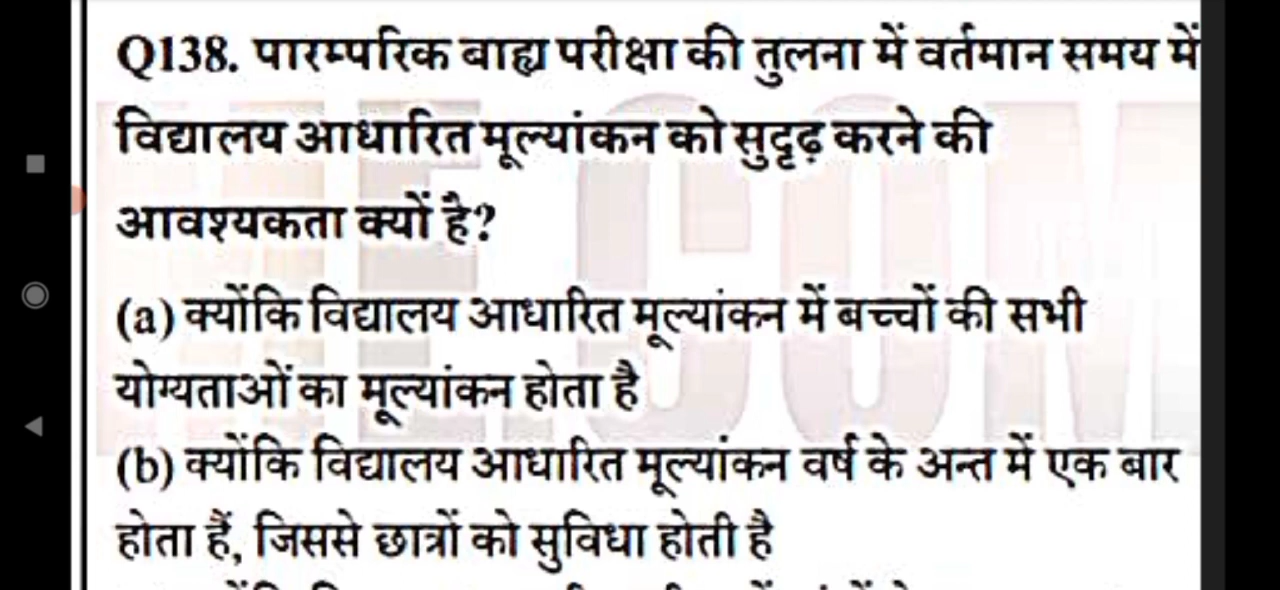 Q138. पारम्परिक बाह्य परीक्षा की तुलना में वर्तमान समय में
विद्यालय आधारित मूल्यांकन को सुदृढ़ करने की
आवश्यकता क्यों है?
(a) क्योंकि विद्यालय आधारित मूल्यांकन में बच्चों की सभी
योग्यताओं का मूल्यांकन होता है
(b) क्योंकि विद्यालय आधारित मूल्यांकन वर्ष के अन्त में एक बार
होता हैं, जिससे छात्रों को सुविधा होती है